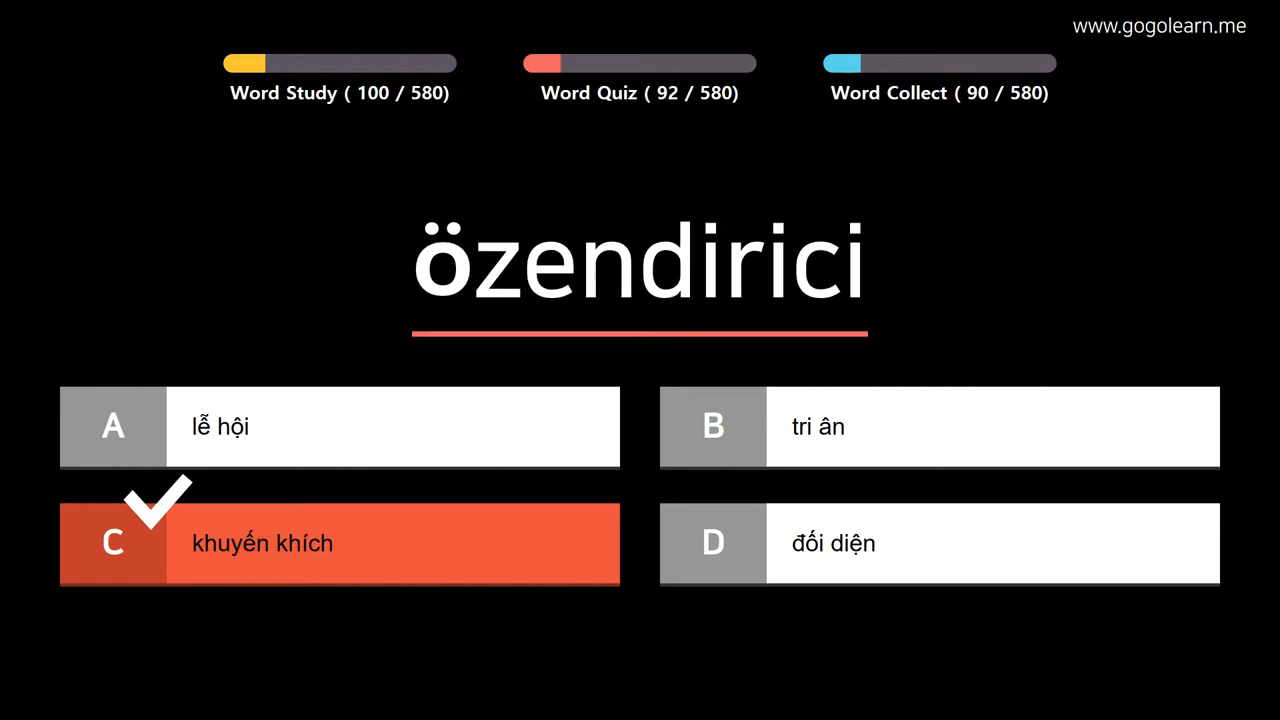 www.gogolearn.me
Word Study ( 100 / 580)
Word Quiz ( 92 / 580)
Word Collect ( 90 / 580)
özendirici
A lễ hội
B tri ân
C khuyến khích
D đối diện